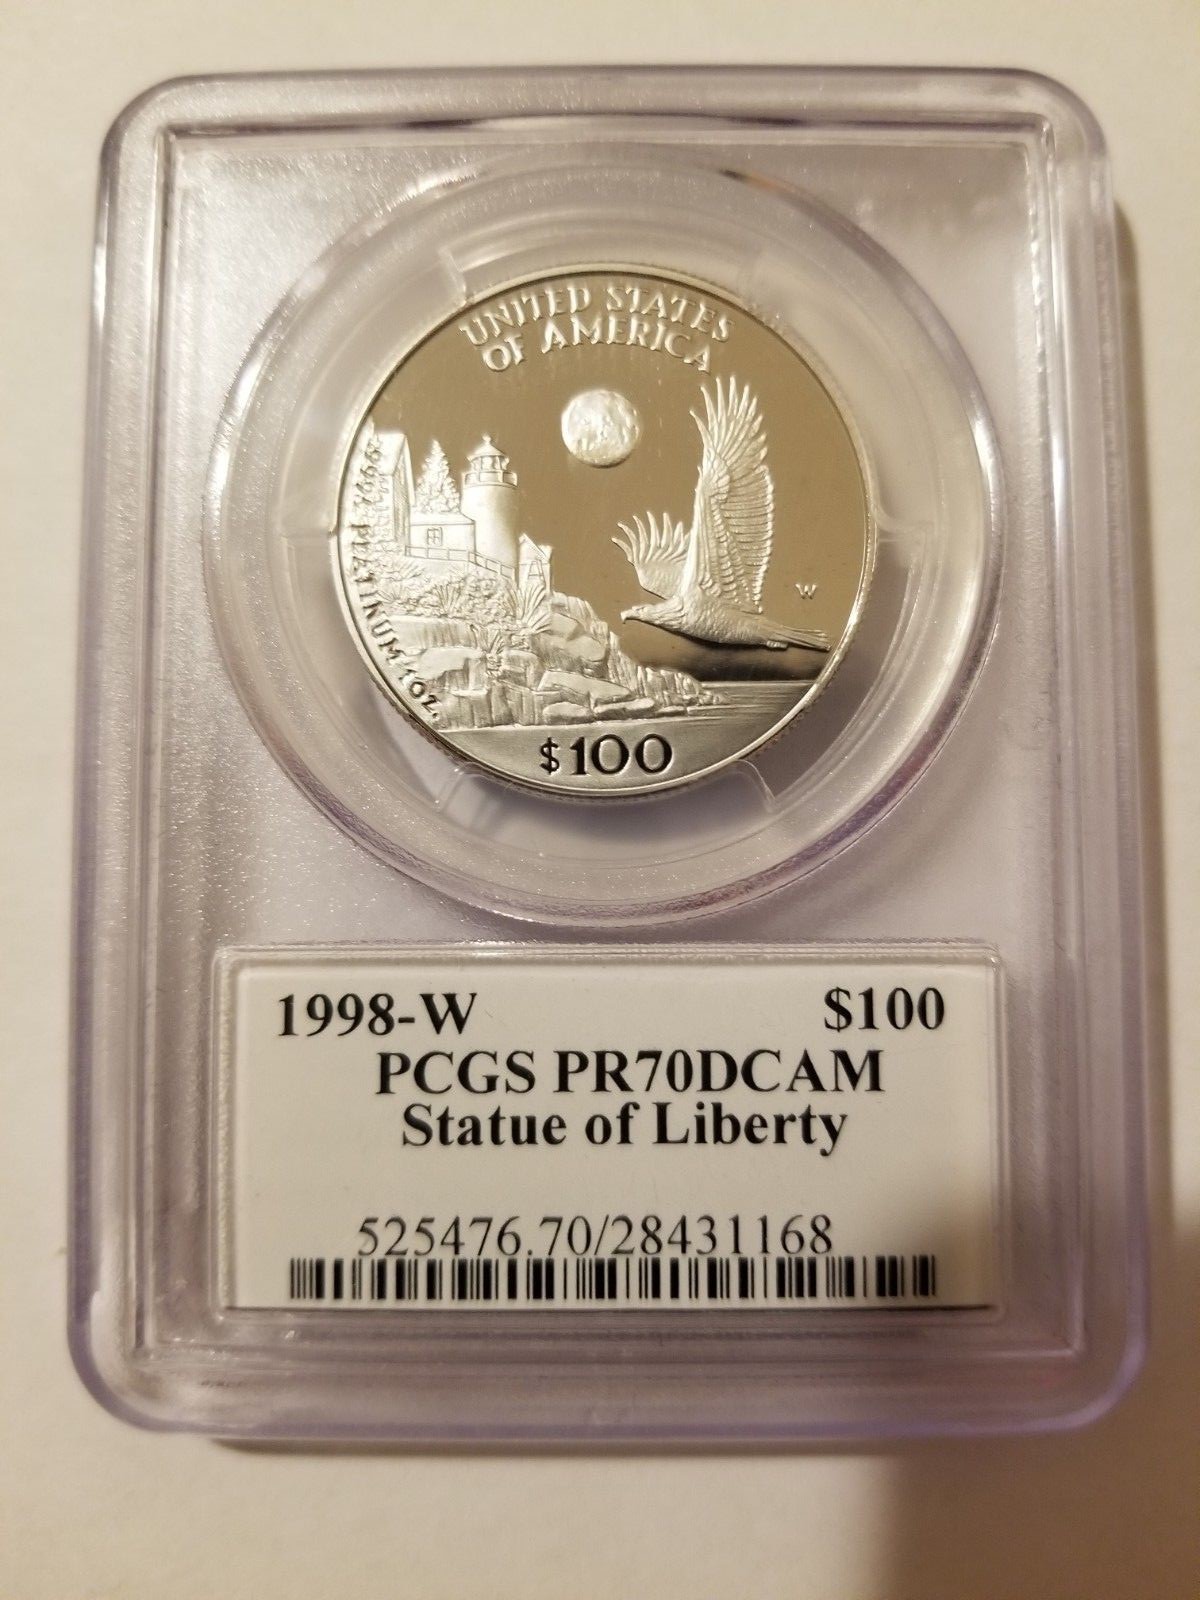 UNITED STATES
OF AMERICA
.9995 PLATINUM 1 OZ.
W
$100
1998-W $100
PCGS PR70DCAM
Statue of Liberty
525476.70/28431168